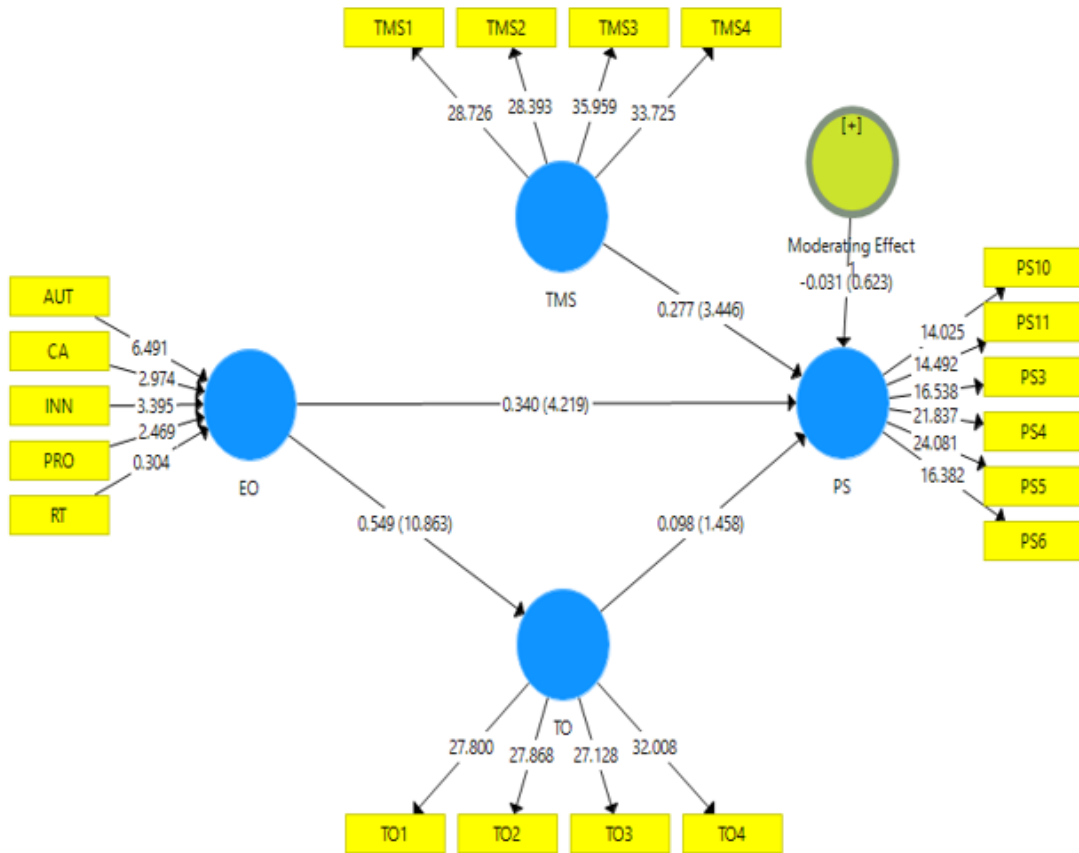 TMS1 TMS2 TMS3 TMS4
28.726 28.393 35.959 33.725
[+]
TMS
Moderating Effect
-0.031 (0.623)
0.277 (3.446)
AUT
CA
INN
PRO
RT
6.491
2.974
3.395
2.469
0.304
EO
0.340 (4.219)
PS
14.025
14.492
16.538
21.837
24.081
16.382
PS10
PS11
PS3
PS4
PS5
PS6
0.549 (10.863)
0.098 (1.458)
TO
27.800 27.868 27.128 32.008
TO1 TO2 TO3 TO4